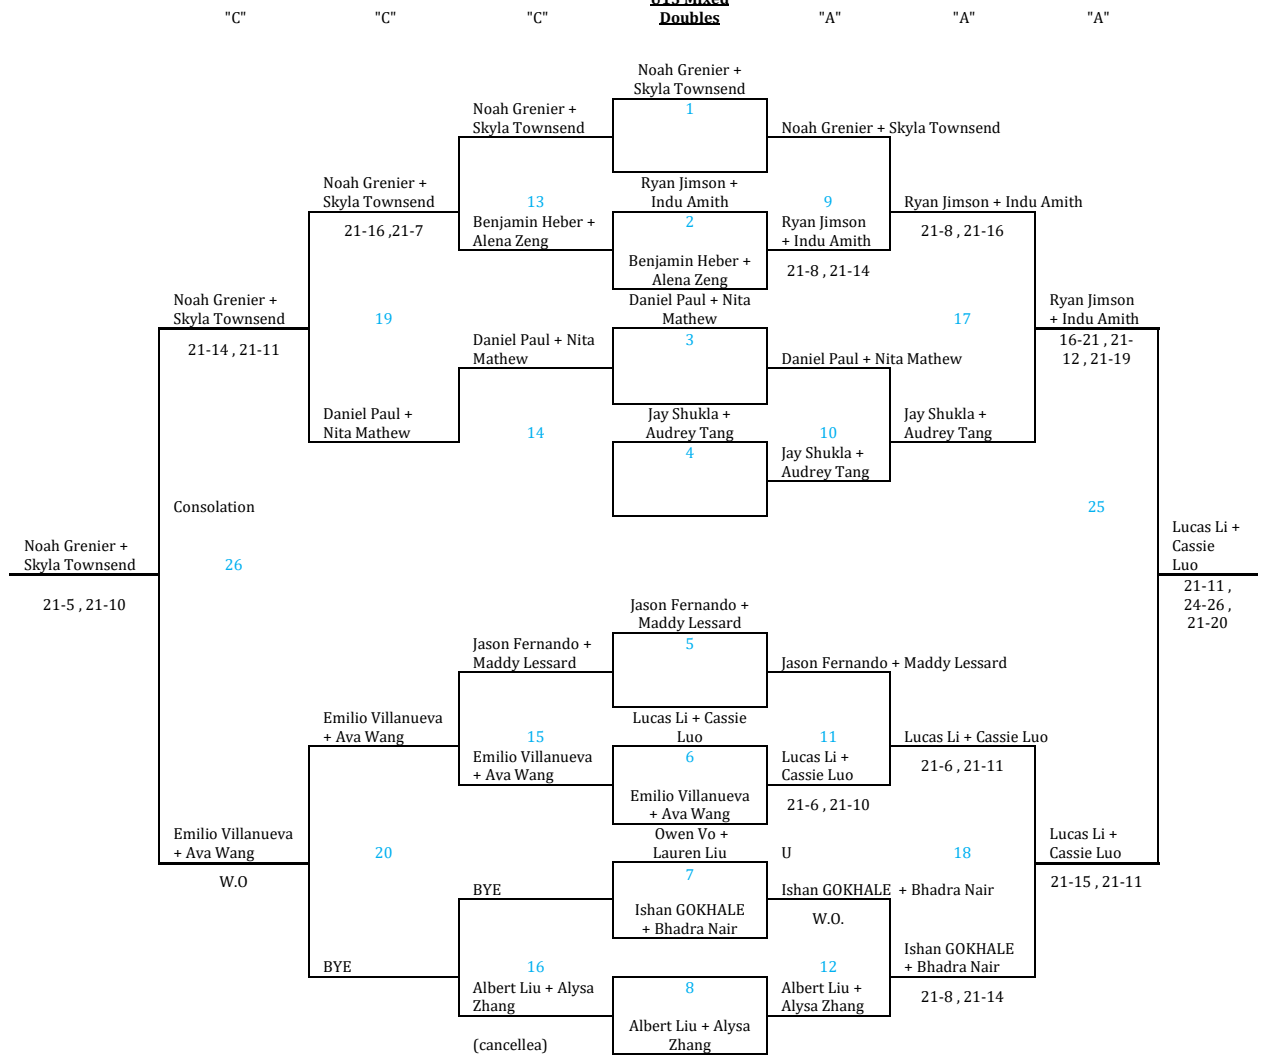 U15 Mixed
"C" "C" "C" Doubles "A" "A" "A"
Noah Grenier +
Skyla Townsend
1
Noah Grenier +
Skyla Townsend
Noah Grenier + Skyla Townsend
Noah Grenier +
Skyla Townsend
21-16 ,21-7
13
Ryan Jimson +
Indu Amith
9
Ryan Jimson + Indu Amith
21-8 , 21-16
Benjamin Heber +
Alena Zeng
2
Benjamin Heber +
Alena Zeng
Ryan Jimson
+ Indu Amith
21-8 , 21-14
Noah Grenier +
Skyla Townsend
21-14 , 21-11
19
Daniel Paul + Nita
Mathew
3
17
Ryan Jimson
+ Indu Amith
16-21 , 21-
12 , 21-19
Daniel Paul + Nita
Mathew
Daniel Paul + Nita Mathew
Daniel Paul +
Nita Mathew
14
Jay Shukla +
Audrey Tang
4
10
Jay Shukla +
Audrey Tang
Jay Shukla +
Audrey Tang
Consolation
25
Noah Grenier +
Skyla Townsend
21-5 , 21-10
26
Lucas Li +
Cassie
Luo
21-11 ,
24-26 ,
21-20
Jason Fernando +
Maddy Lessard
5
Jason Fernando +
Maddy Lessard
Jason Fernando + Maddy Lessard
Emilio Villanueva
+ Ava Wang
15
Lucas Li + Cassie
Luo
6
11
Lucas Li + Cassie Luo
21-6 , 21-11
Emilio Villanueva
+ Ava Wang
Emilio Villanueva
+ Ava Wang
Lucas Li +
Cassie Luo
21-6 , 21-10
Emilio Villanueva
+ Ava Wang
W.O
20
Owen Vo +
Lauren Liu
7
U
18
Lucas Li +
Cassie Luo
21-15 , 21-11
BYE
Ishan GOKHALE
+ Bhadra Nair
Ishan GOKHALE + Bhadra Nair
W.O.
BYE
16
12
Ishan GOKHALE
+ Bhadra Nair
21-8 , 21-14
Albert Liu + Alysa
Zhang
(cancellea)
8
Albert Liu + Alysa
Zhang
Albert Liu +
Alysa Zhang